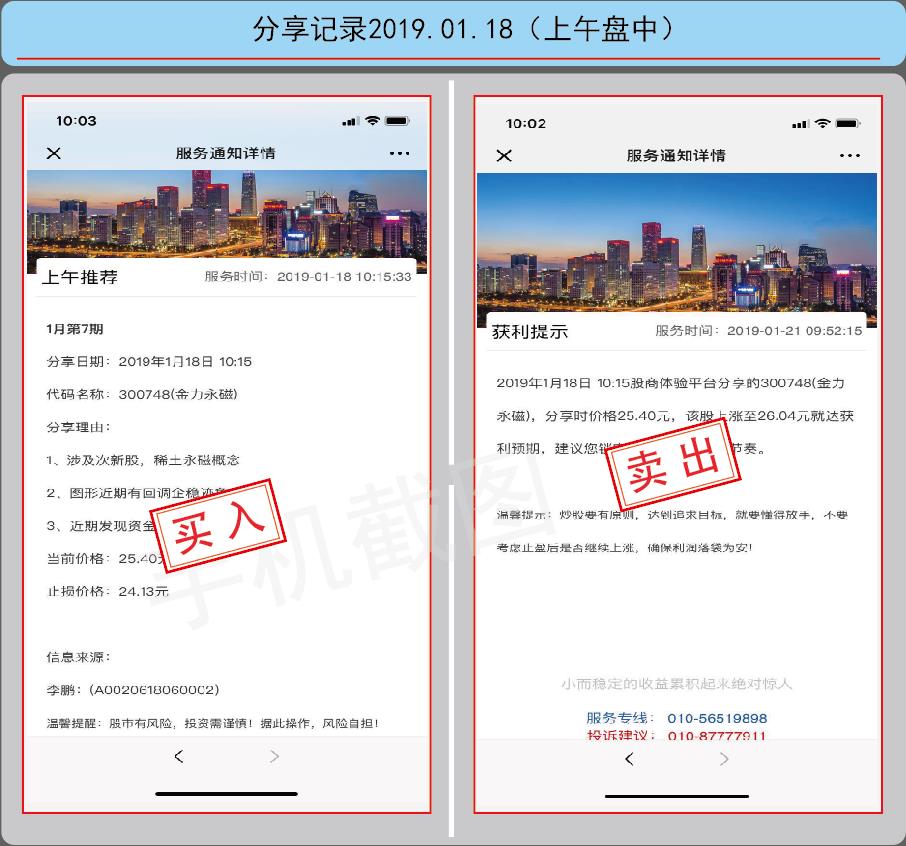 分享记录2019.01.18（上午盘中）
10:03
服务通知详情
上午推荐
服务时间：2019-01-18 10:15:33
1月第7期
分享日期：2019年1月18日 10:15
代码名称：300748(金力永磁)
分享理由：
1、涉及次新股，稀土永磁概念
2、图形近期有回调企稳迹
3、近期发现资金
买入
当前价格：25.40
止损价格：24.13元
信息来源：
李鹏：(A0020618060002)
温馨提醒：股市有风险，投资需谨慎！据此操作，风险自担！
10:02
服务通知详情
获利提示
服务时间：2019-01-21 09:52:15
2019年1月18日 10:15股商体验平台分享的300748(金力
永磁)，分享时价格25.40元，该股上涨至26.04元就达获
利预期，建议您锁 节奏。
卖出
温馨提示：炒股要有原则，达到追求目标，就要懂得放手，不要
考虑止盈后是否继续上涨，确保利润落袋为安！
小而稳定的收益累积起来绝对惊人
服务专线：010-56519898
投诉建议：010-87777911
手机截图